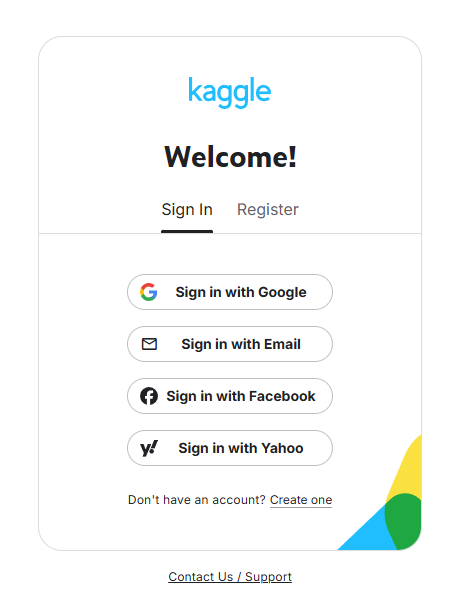 kaggle
Welcome!
Sign In Register
Sign in with Google
Sign in with Email
Sign in with Facebook
Sign in with Yahoo
Don't have an account? Create one
Contact Us / Support